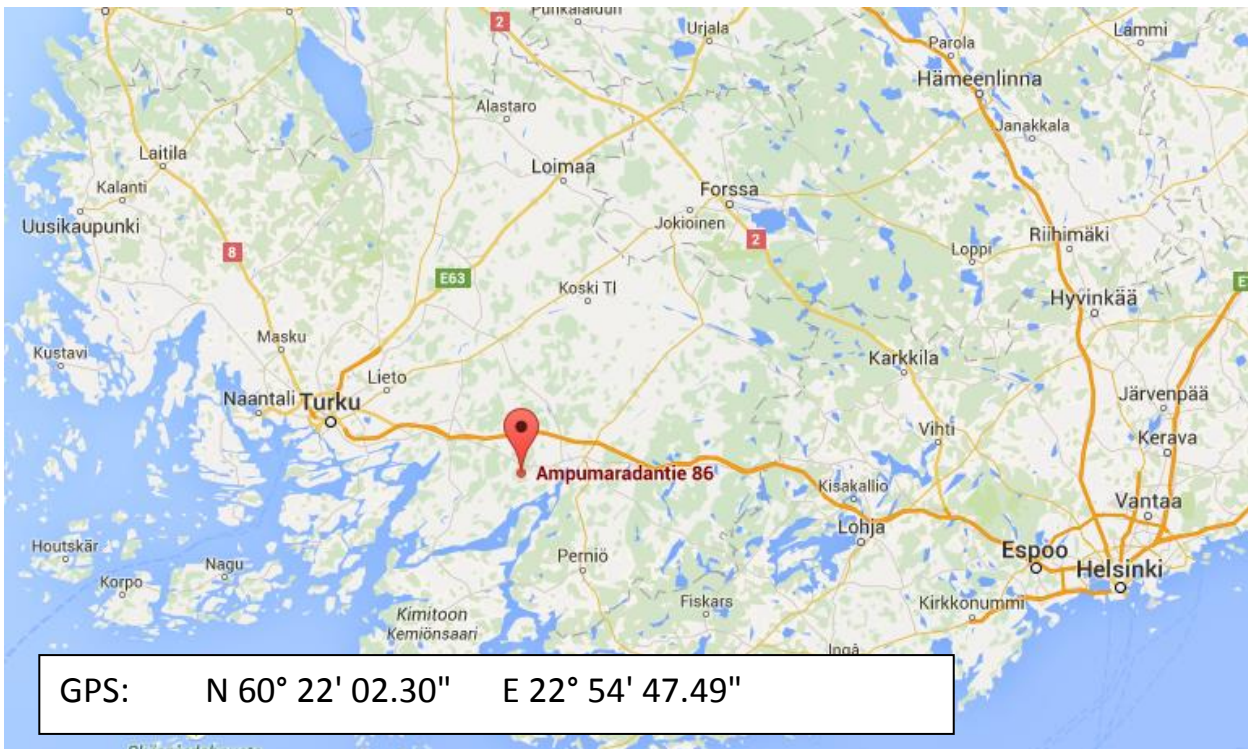 Punkalaidun
2
Urjala
Lammi
Parola
Hämeenlinna
Alastaro
Janakkala
Laitila
Loimaa
Kalanti
Forssa
Uusikaupunki
Jokioinen
2
Riihimäki
8
Loppi
E63
Koski Tl
Hyvinkää
Masku
Kustavi
Karkkila
Lieto
Naantali
Turku
Järvenpää
Vihti
Kerava
Ampumaradantie 86
Kisakallio
Vantaa
Lohja
Houtskär
Espoo
Perniö
Nagu
Helsinki
Korpo
Fiskars
Kirkkonummi
Kimitoon
Kemiönsaari
Ingå
GPS: N 60° 22' 02.30" E 22° 54' 47.49"